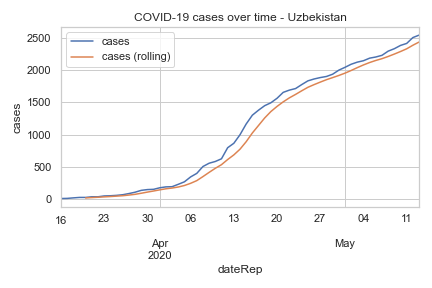 COVID-19 cases over time - Uzbekistan
cases
cases (rolling)
2500
2000
1500
1000
500
0
cases
16 23 30 06 13 20 27 04 11
Apr May
2020
dateRep